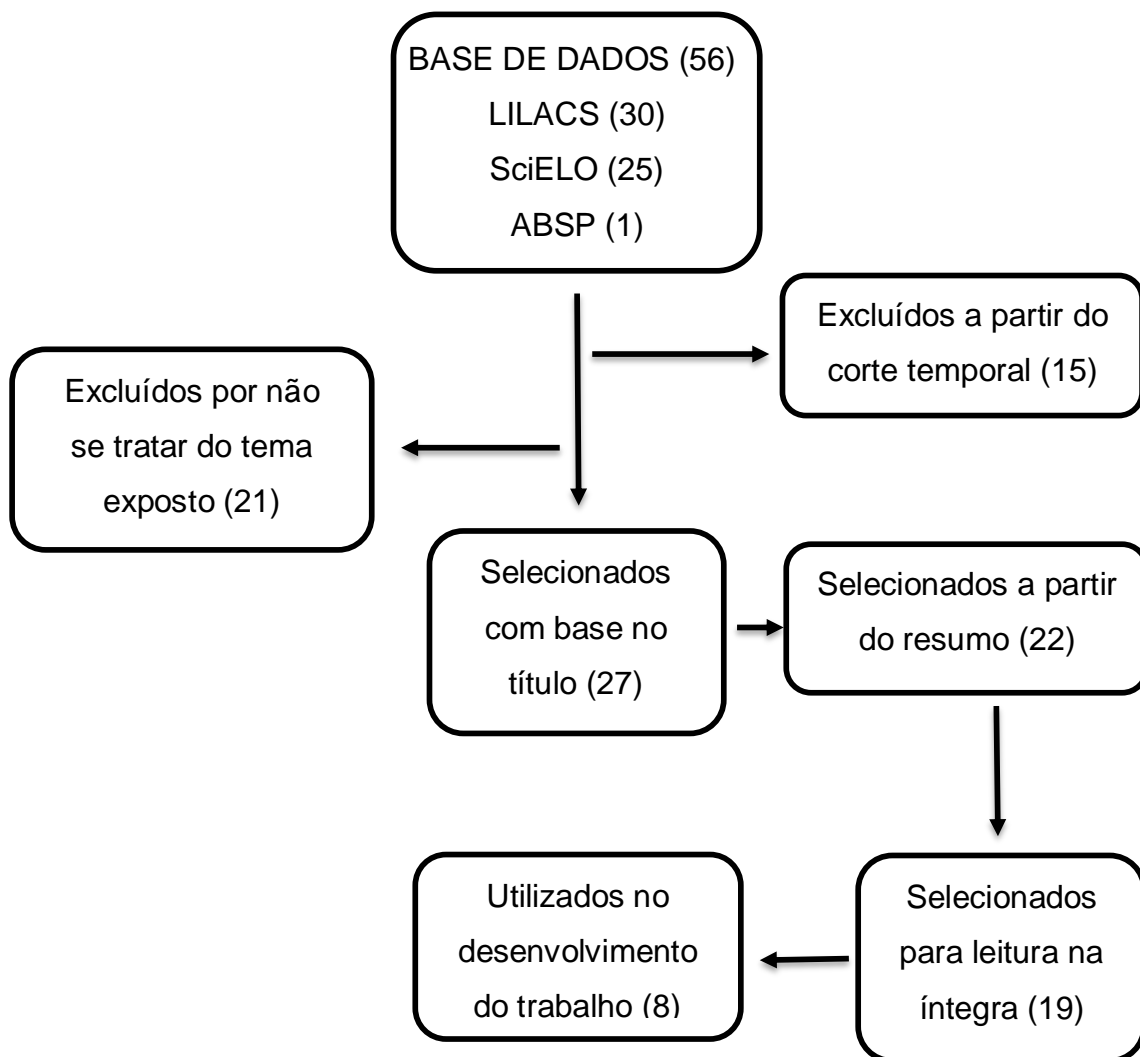 BASE DE DADOS (56)
LILACS (30)
SciELO (25)
ABSP (1)
Excluídos a partir do
corte temporal (15)
Excluídos por não
se tratar do tema
exposto (21)
Selecionados
com base no
título (27)
Selecionados a partir
do resumo (22)
Selecionados
para leitura na
íntegra (19)
Utilizados no
desenvolvimento
do trabalho (8)